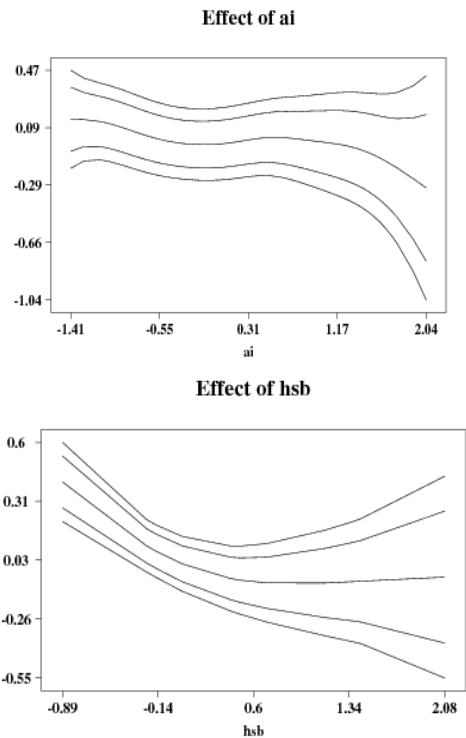 Effect of ai
0.47
0.09
-0.29
-0.66
-1.04
-1.41 -0.55 0.31 1.17 2.04
ai
Effect of hsb
0.6
0.31
0.03
-0.26
-0.55
-0.89 -0.14 0.6 1.34 2.08
hsb